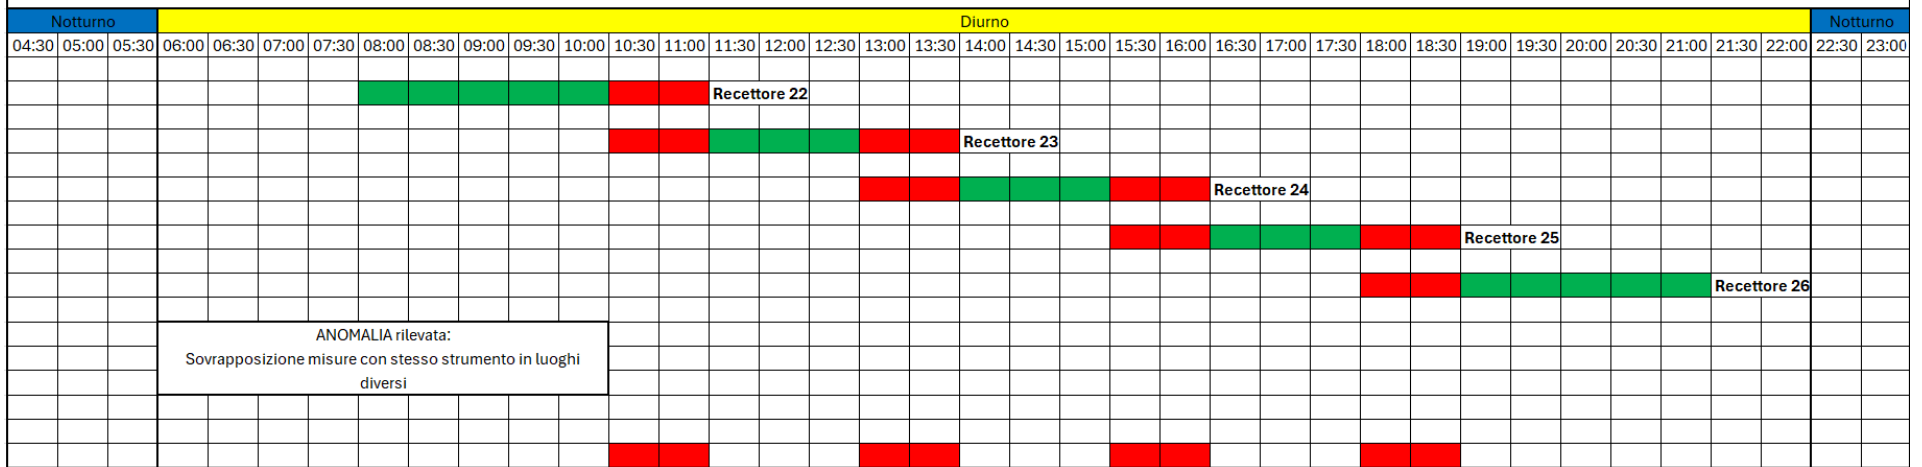 Notturno Diurno Notturno
04:30 05:00 05:30 06:00 06:30 07:00 07:30 08:00 08:30 09:00 09:30 10:00 10:30 11:00 11:30 12:00 12:30 13:00 13:30 14:00 14:30 15:00 15:30 16:00 16:30 17:00 17:30 18:00 18:30 19:00 19:30 20:00 20:30 21:00 21:30 22:00 22:30 23:00
Recettore 22
Recettore 23
Recettore 24
Recettore 25
Recettore 26
ANOMALIA rilevata:
Sovrapposizione misure con stesso strumento in luoghi
diversi